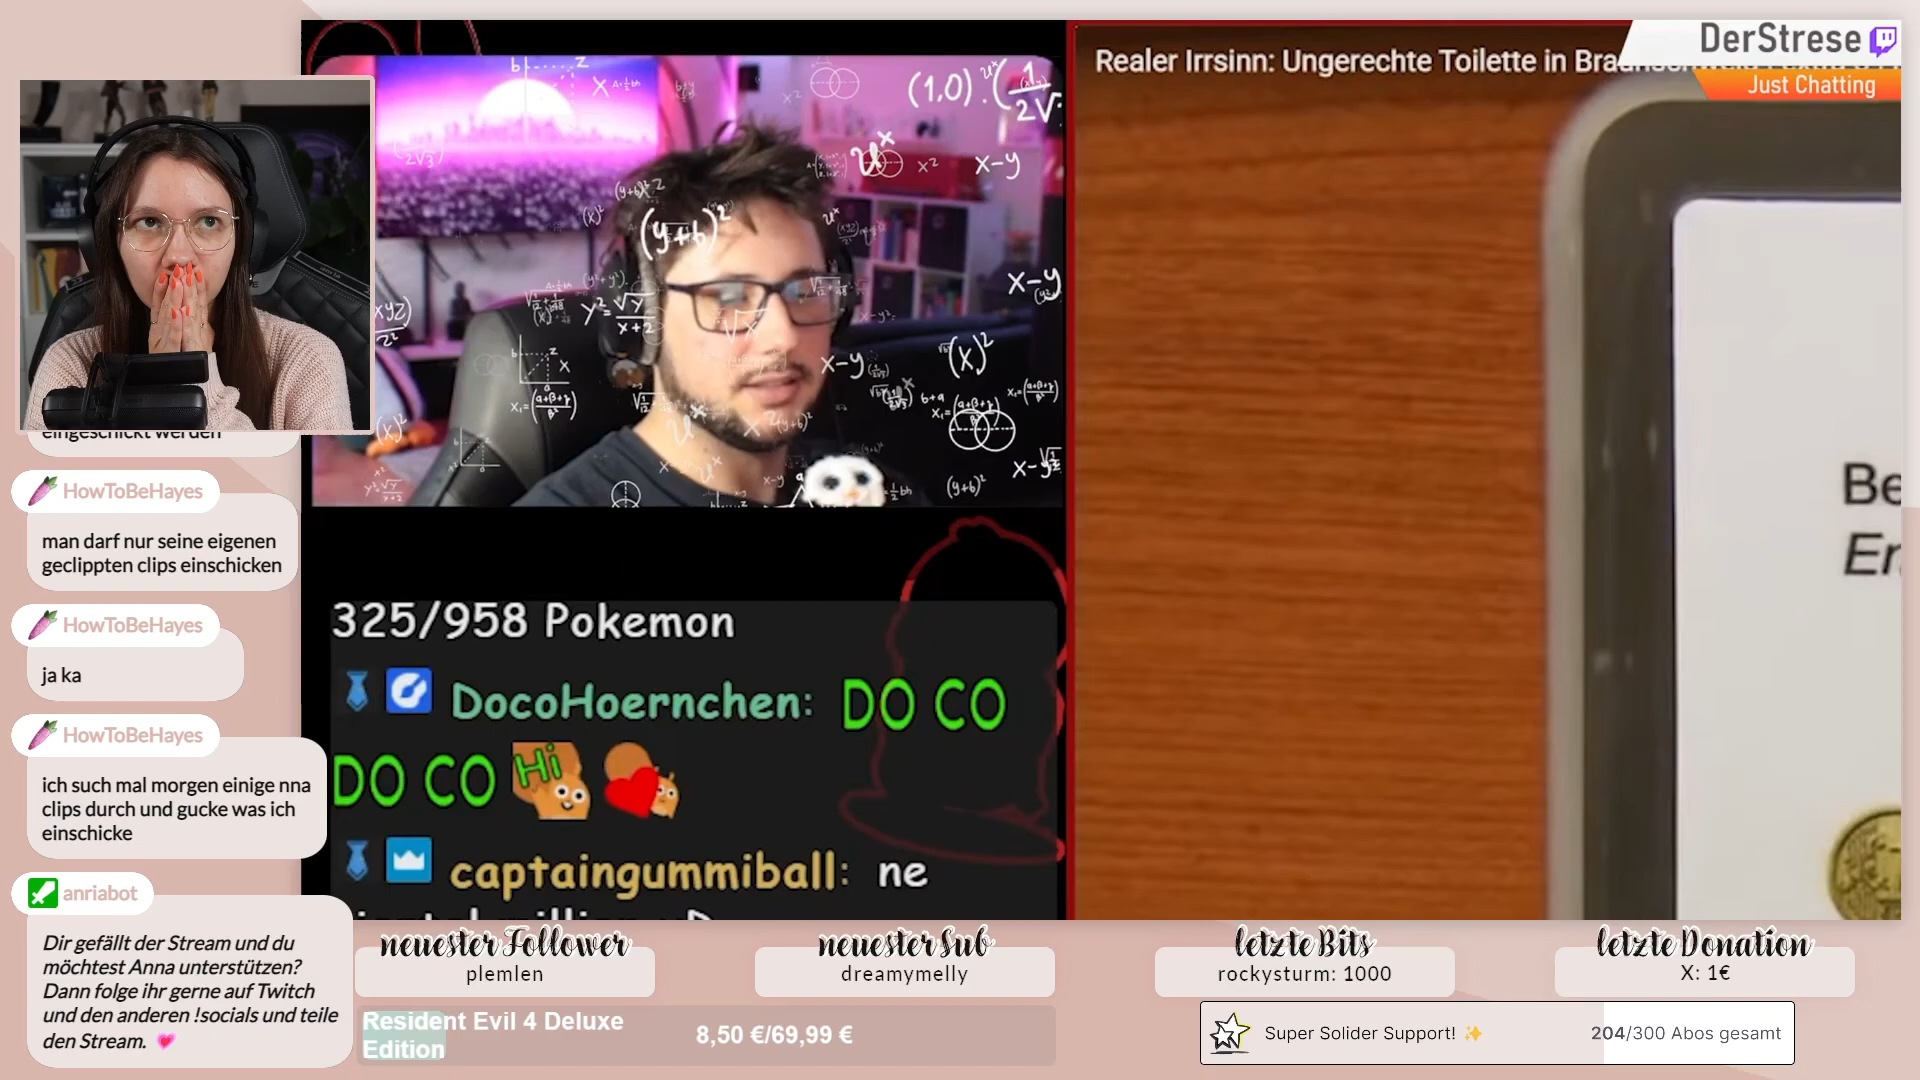 DerStrese
Just Chatting
Realer Irrsinn: Ungerechte Toilette in
Be
En
HowToBeHayes
man darf nur seine eigenen
geclippten clips einschicken
HowToBeHayes
ja ka
HowToBeHayes
ich such mal morgen einige nna
clips durch und gucke was ich
einschicke
anriabot
Dir gefällt der Stream und du
möchtest Anna unterstützen?
Dann folge ihr gerne auf Twitch
und den anderen !socials und teile
den Stream.
325/958 Pokemon
DocoHoernchen: DO CO
DO CO Hi
captaingummiball: ne
neuester Follower
plemlen
neuester Sub
dreamymelly
letzte Bits
rockysturm: 1000
letzte Donation
X: 1€
Resident Evil 4 Deluxe
Edition
8,50 €/69,99 €
Super Solider Support!
204/300 Abos gesamt